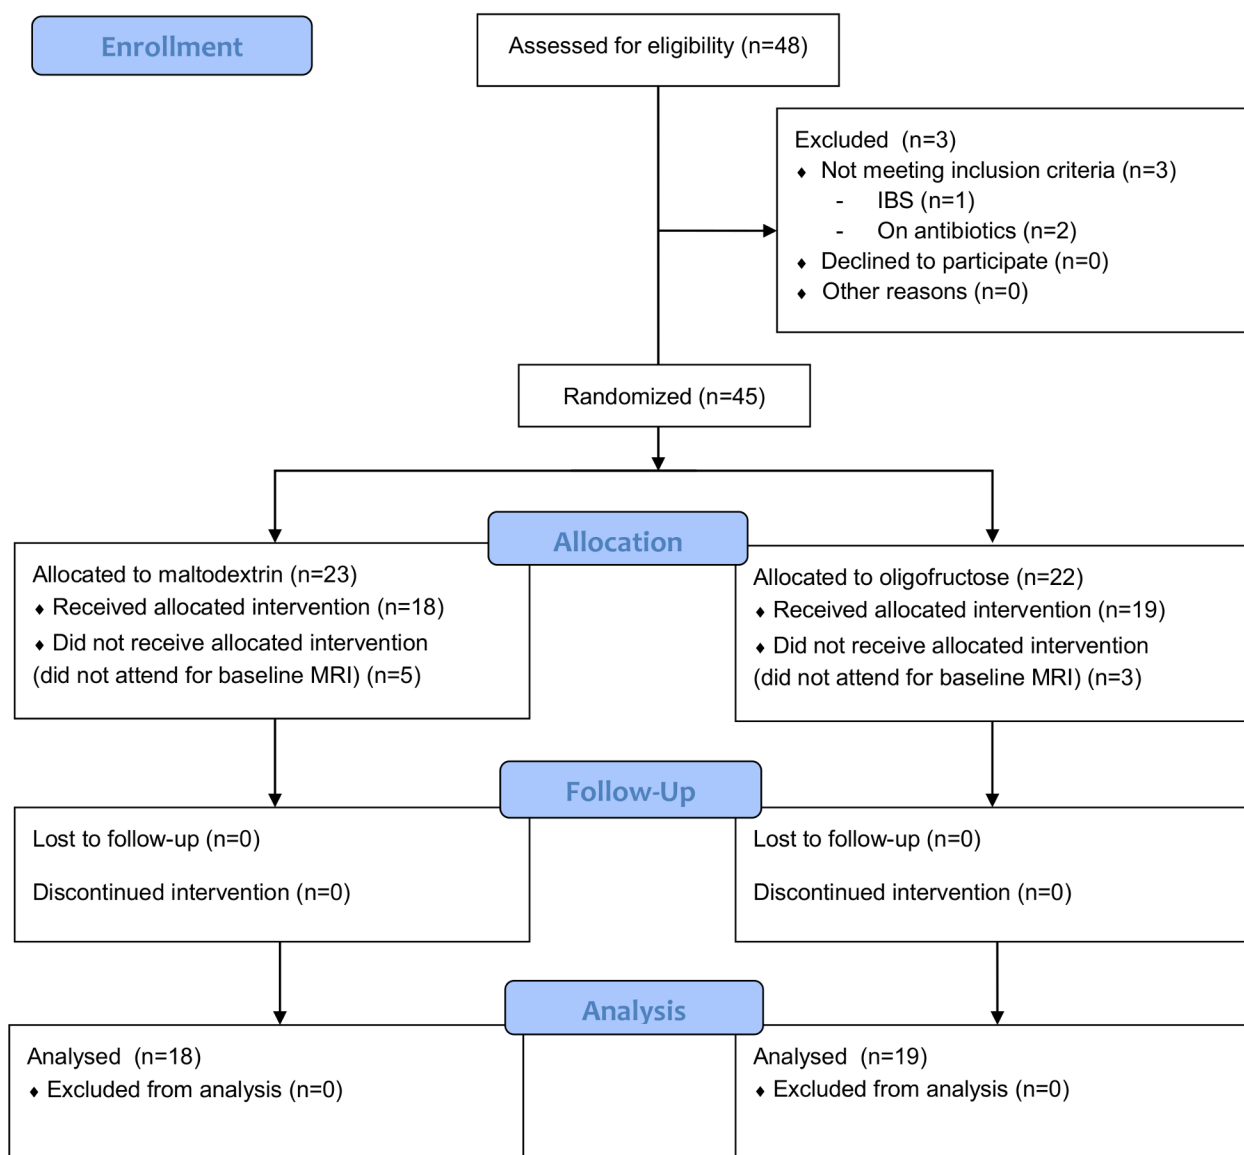 Enrollment
Assessed for eligibility (n=48)
Excluded (n=3)
♦ Not meeting inclusion criteria (n=3)
- IBS (n=1)
- On antibiotics (n=2)
♦ Declined to participate (n=0)
♦ Other reasons (n=0)
Randomized (n=45)
Allocation
Allocated to maltodextrin (n=23)
♦ Received allocated intervention (n=18)
♦ Did not receive allocated intervention
(did not attend for baseline MRI) (n=5)
Allocated to oligofructose (n=22)
♦ Received allocated intervention (n=19)
♦ Did not receive allocated intervention
(did not attend for baseline MRI) (n=3)
Follow-Up
Lost to follow-up (n=0)
Discontinued intervention (n=0)
Lost to follow-up (n=0)
Discontinued intervention (n=0)
Analysis
Analysed (n=18)
♦ Excluded from analysis (n=0)
Analysed (n=19)
♦ Excluded from analysis (n=0)